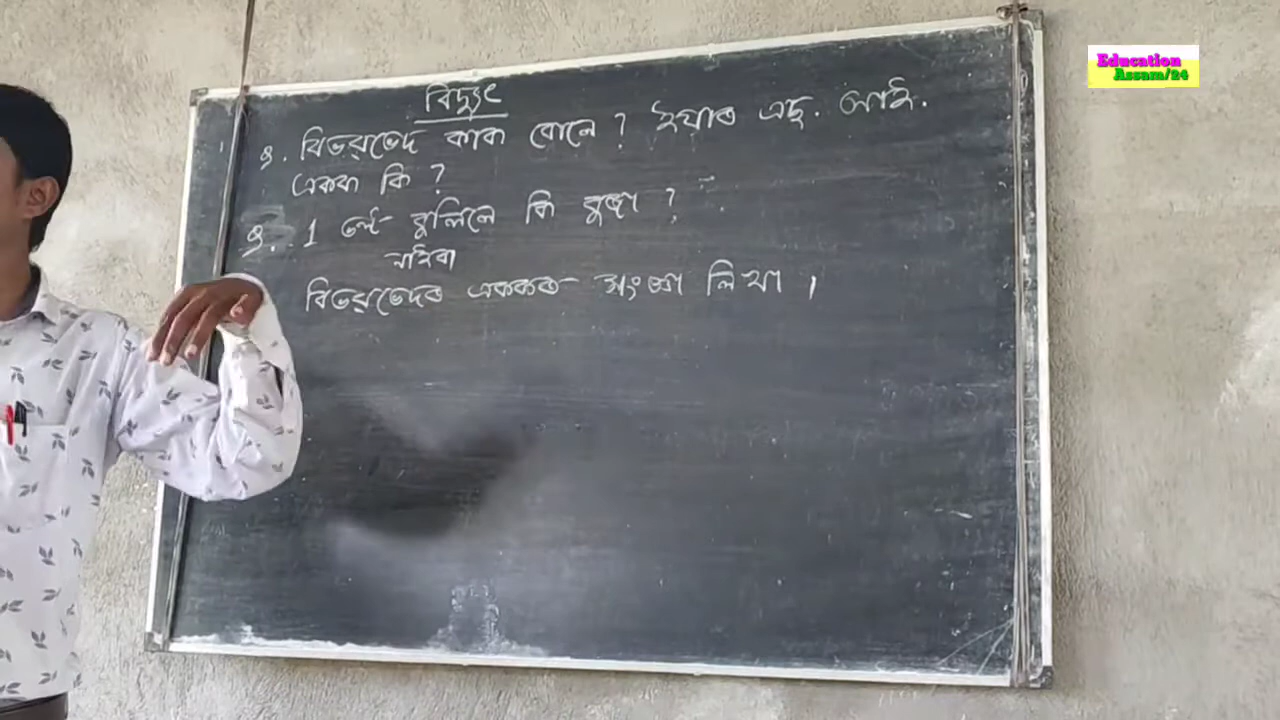 বিদ্যুৎ
Q. বিভৱভেদ কাক বোলে? ইয়াৰ এছ. আই.
একক কি?
Q. 1 ভল্ট বুলিলে কি বুজা?
নাইবা
বিভৱভেদৰ এককৰ সংজ্ঞা লিখা।
Education
Assam/24